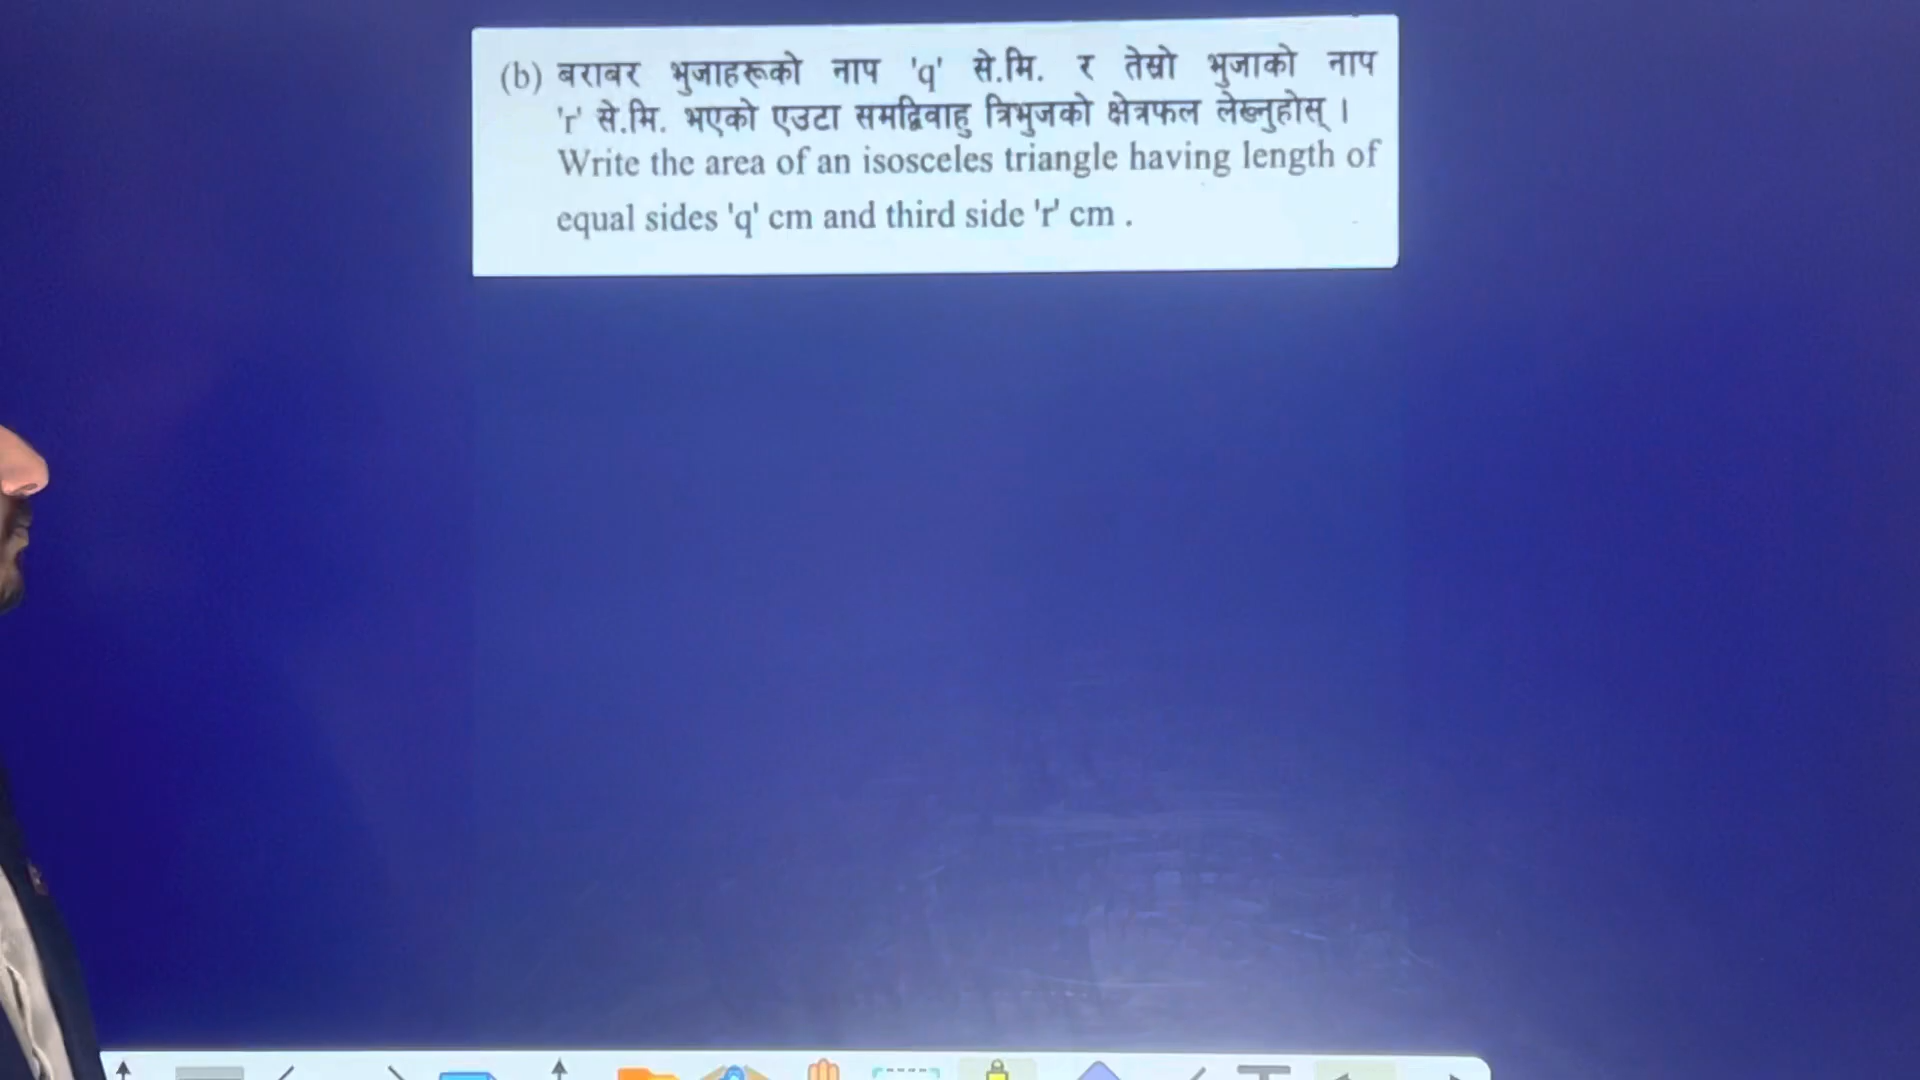 (b) बराबर भुजाहरूको नाप 'q' से.मि. र तेस्रो भुजाको नाप
'r' से.मि. भएको एउटा समद्विवाहु त्रिभुजको क्षेत्रफल लेख्नुहोस् ।
Write the area of an isosceles triangle having length of
equal sides 'q' cm and third side 'r' cm .